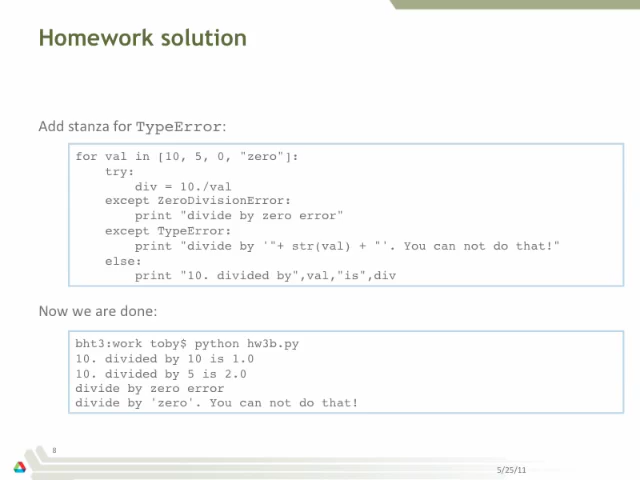 Homework solution
Add stanza for TypeError:
for val in [10, 5, 0, "zero"]:
    try:
        div = 10./val
    except ZeroDivisionError:
        print "divide by zero error"
    except TypeError:
        print "divide by '"+ str(val) + "'. You can not do that!"
    else:
        print "10. divided by",val,"is",div
Now we are done:
bht3:work toby$ python hw3b.py
10. divided by 10 is 1.0
10. divided by 5 is 2.0
divide by zero error
divide by 'zero'. You can not do that!
8
5/25/11